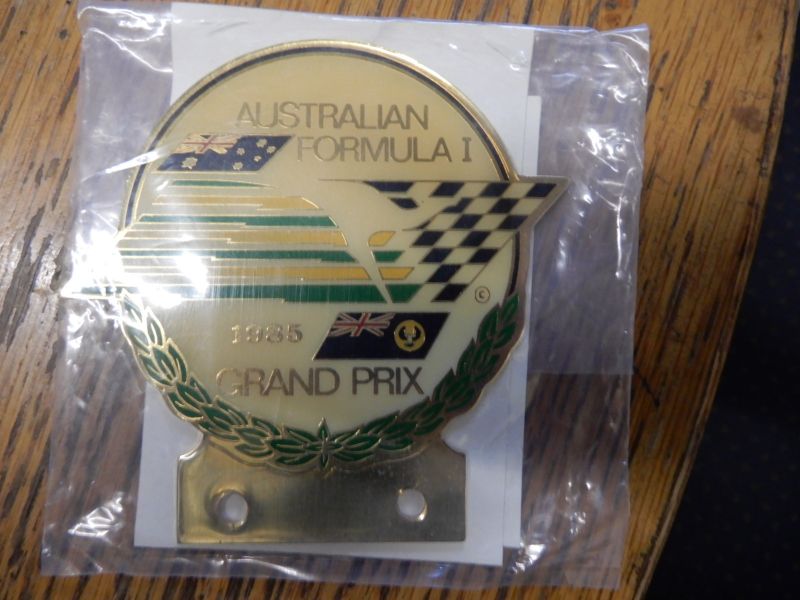 AUSTRALIAN
FORMULA I
©
1985
GRAND PRIX